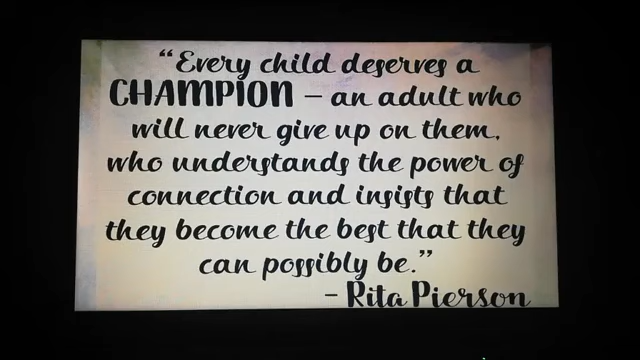 “Every child deserves a
CHAMPION – an adult who
will never give up on them,
who understands the power of
connection and insists that
they become the best that they
can possibly be.”
– Rita Pierson